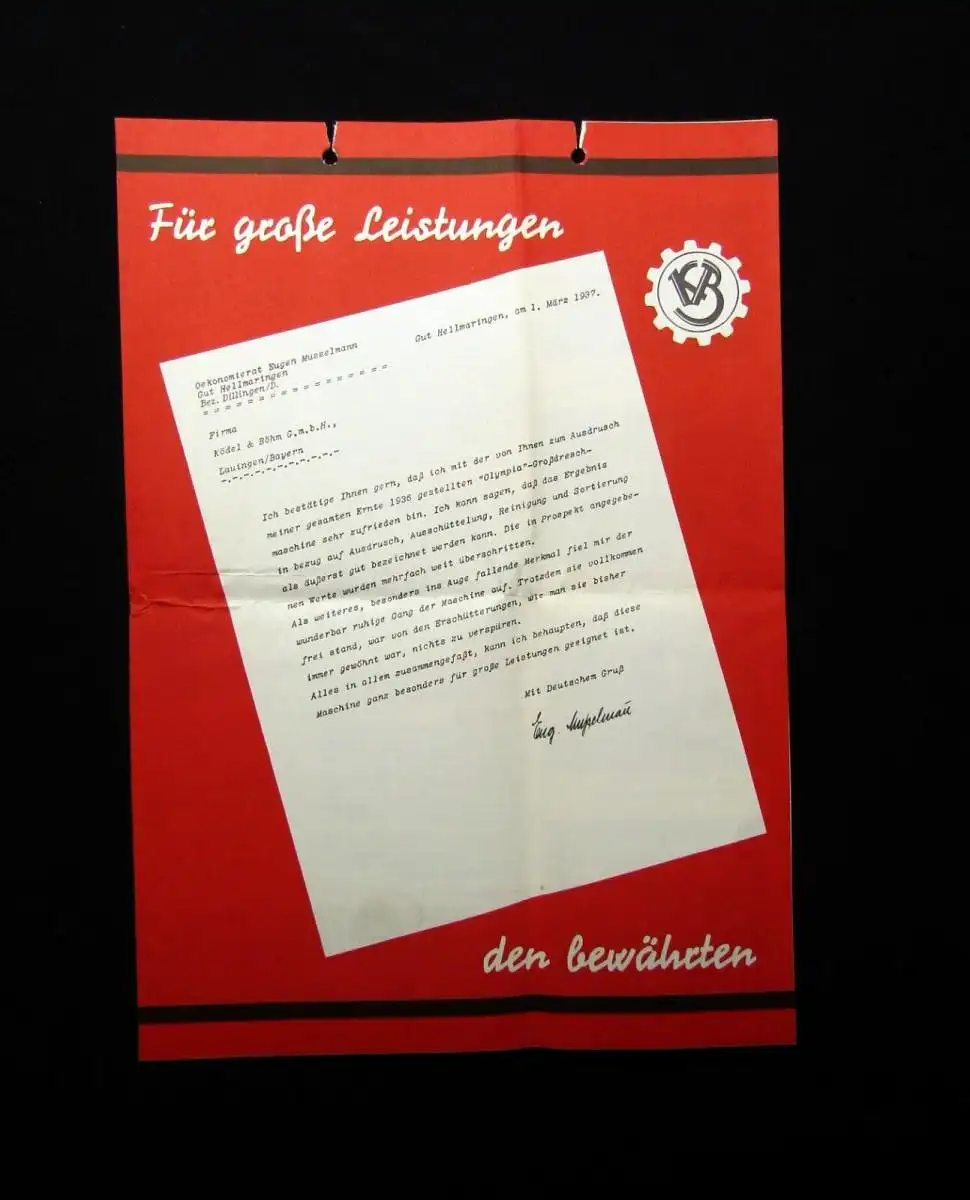 Für große Leistungen
KB
Gut Hellmaringen, am 1. März 1937.
Oekonomierat Eugen Musselmann
Gut Hellmaringen
Bez. Dillingen/D.
= = = = = = = = = = = = = = = = =
Firma
Ködel & Böhm G.m.b.H.,
Lauingen/Bayern
-.-.-.-.-.-.-.-.-.-
Ich bestätige Ihnen gern, daß ich mit der von Ihnen zum Ausdrusch
meiner gesamten Ernte 1936 gestellten "Olympia"-Großdresch-
maschine sehr zufrieden bin. Ich kann sagen, daß das Ergebnis
in bezug auf Ausdrusch, Ausschüttelung, Reinigung und Sortierung
als äußerst gut bezeichnet werden kann. Die im Prospekt angegebe-
nen Werte wurden mehrfach weit überschritten.
Als weiteres, besonders ins Auge fallende Merkmal fiel mir der
wunderbar ruhige Gang der Maschine auf. Trotzdem sie vollkommen
frei stand, war von den Erschütterungen, wie man sie bisher
immer gewöhnt war, nichts zu verspüren.
Alles in allem zusammengefaßt, kann ich behaupten, daß diese
Maschine ganz besonders für große Leistungen geeignet ist.
Mit Deutschem Gruß
Eug. Musselmann
den bewährten